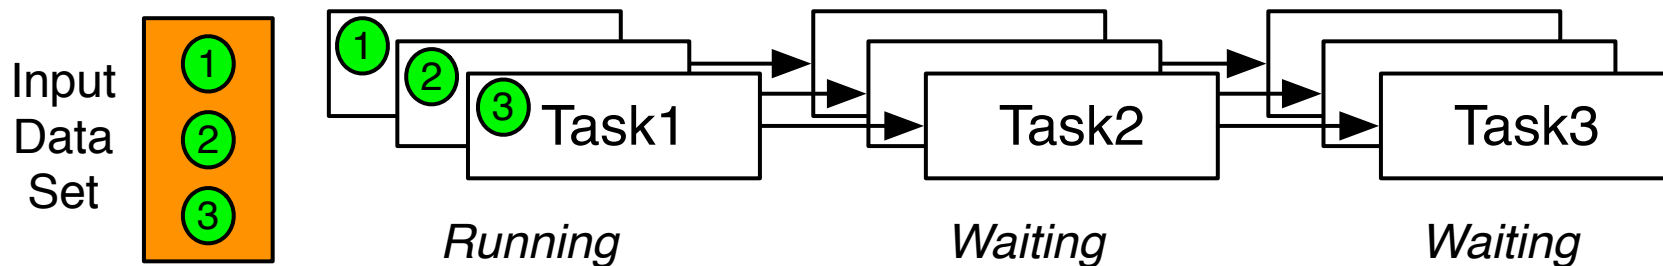 Input
Data
Set
1
2
3
1
2
3
Task1
Task2
Task3
Running
Waiting
Waiting